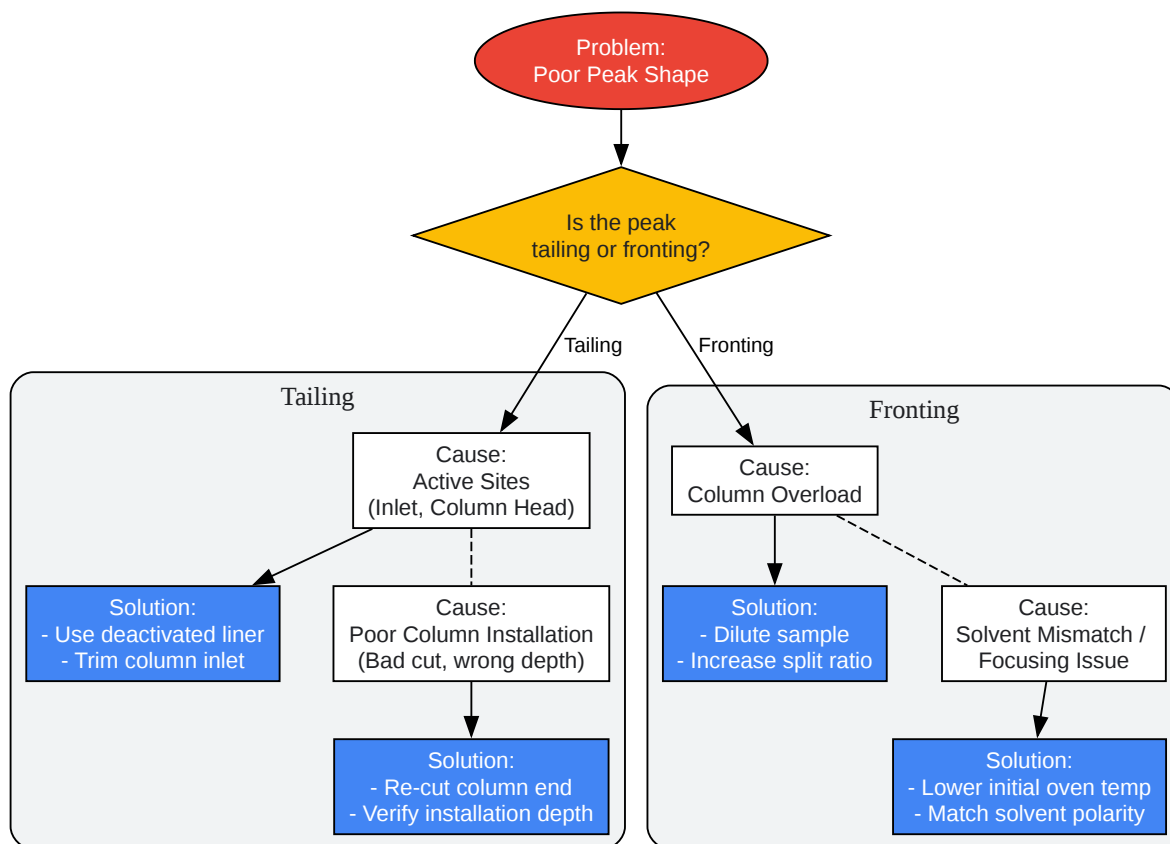 Problem:
Poor Peak Shape
Is the peak
tailing or fronting?
Tailing
Fronting
Tailing
Cause:
Active Sites
(Inlet, Column Head)
Solution:
- Use deactivated liner
- Trim column inlet
Cause:
Poor Column Installation
(Bad cut, wrong depth)
Solution:
- Re-cut column end
- Verify installation depth
Fronting
Cause:
Column Overload
Solution:
- Dilute sample
- Increase split ratio
Cause:
Solvent Mismatch /
Focusing Issue
Solution:
- Lower initial oven temp
- Match solvent polarity